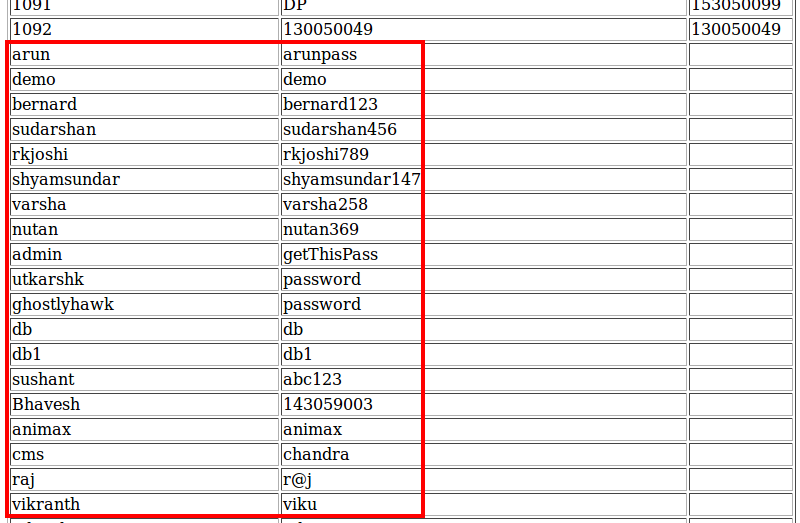 1091 DP 153050099
1092 130050049 130050049
arun arunpass
demo demo
bernard bernard123
sudarshan sudarshan456
rkjoshi rkjoshi789
shyamsundar shyamsundar147
varsha varsha258
nutan nutan369
admin getThisPass
utkarshk password
ghostlyhawk password
db db
db1 db1
sushant abc123
Bhavesh 143059003
animax animax
cms chandra
raj r@j
vikranth viku